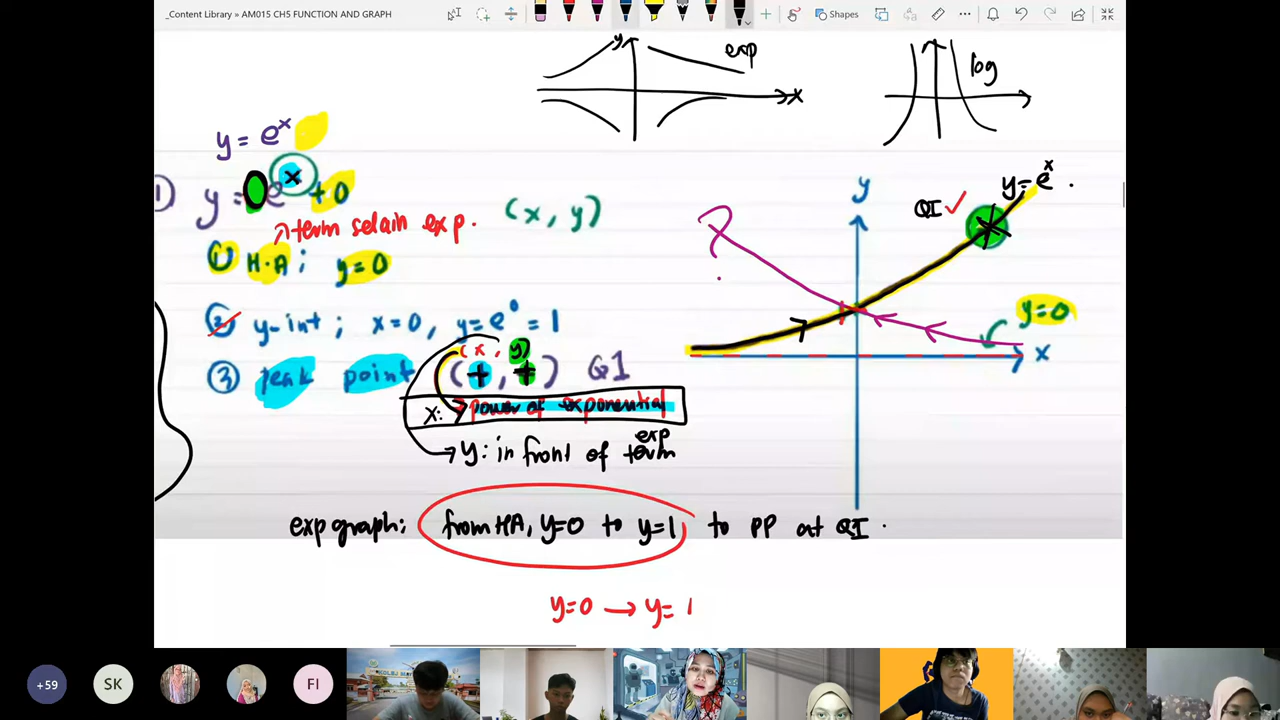 _Content Library » AM015 CH5 FUNCTION AND GRAPH
Shapes
y
exp
x
log
y = e^x
1) y = e^x + 0
term selain exp.
(x, y)
① H.A ; y=0
② y-int ; x=0, y=e^0=1
(x, y)
③ peak point (+, +) Q1
x: power of exponential
y: in front of term
exp
y
QI ✓
y=e^x.
y=0
x
exp graph; from HA, y=0 to y=1 to PP at QI.
y=0 → y=1
+59
SK
FI